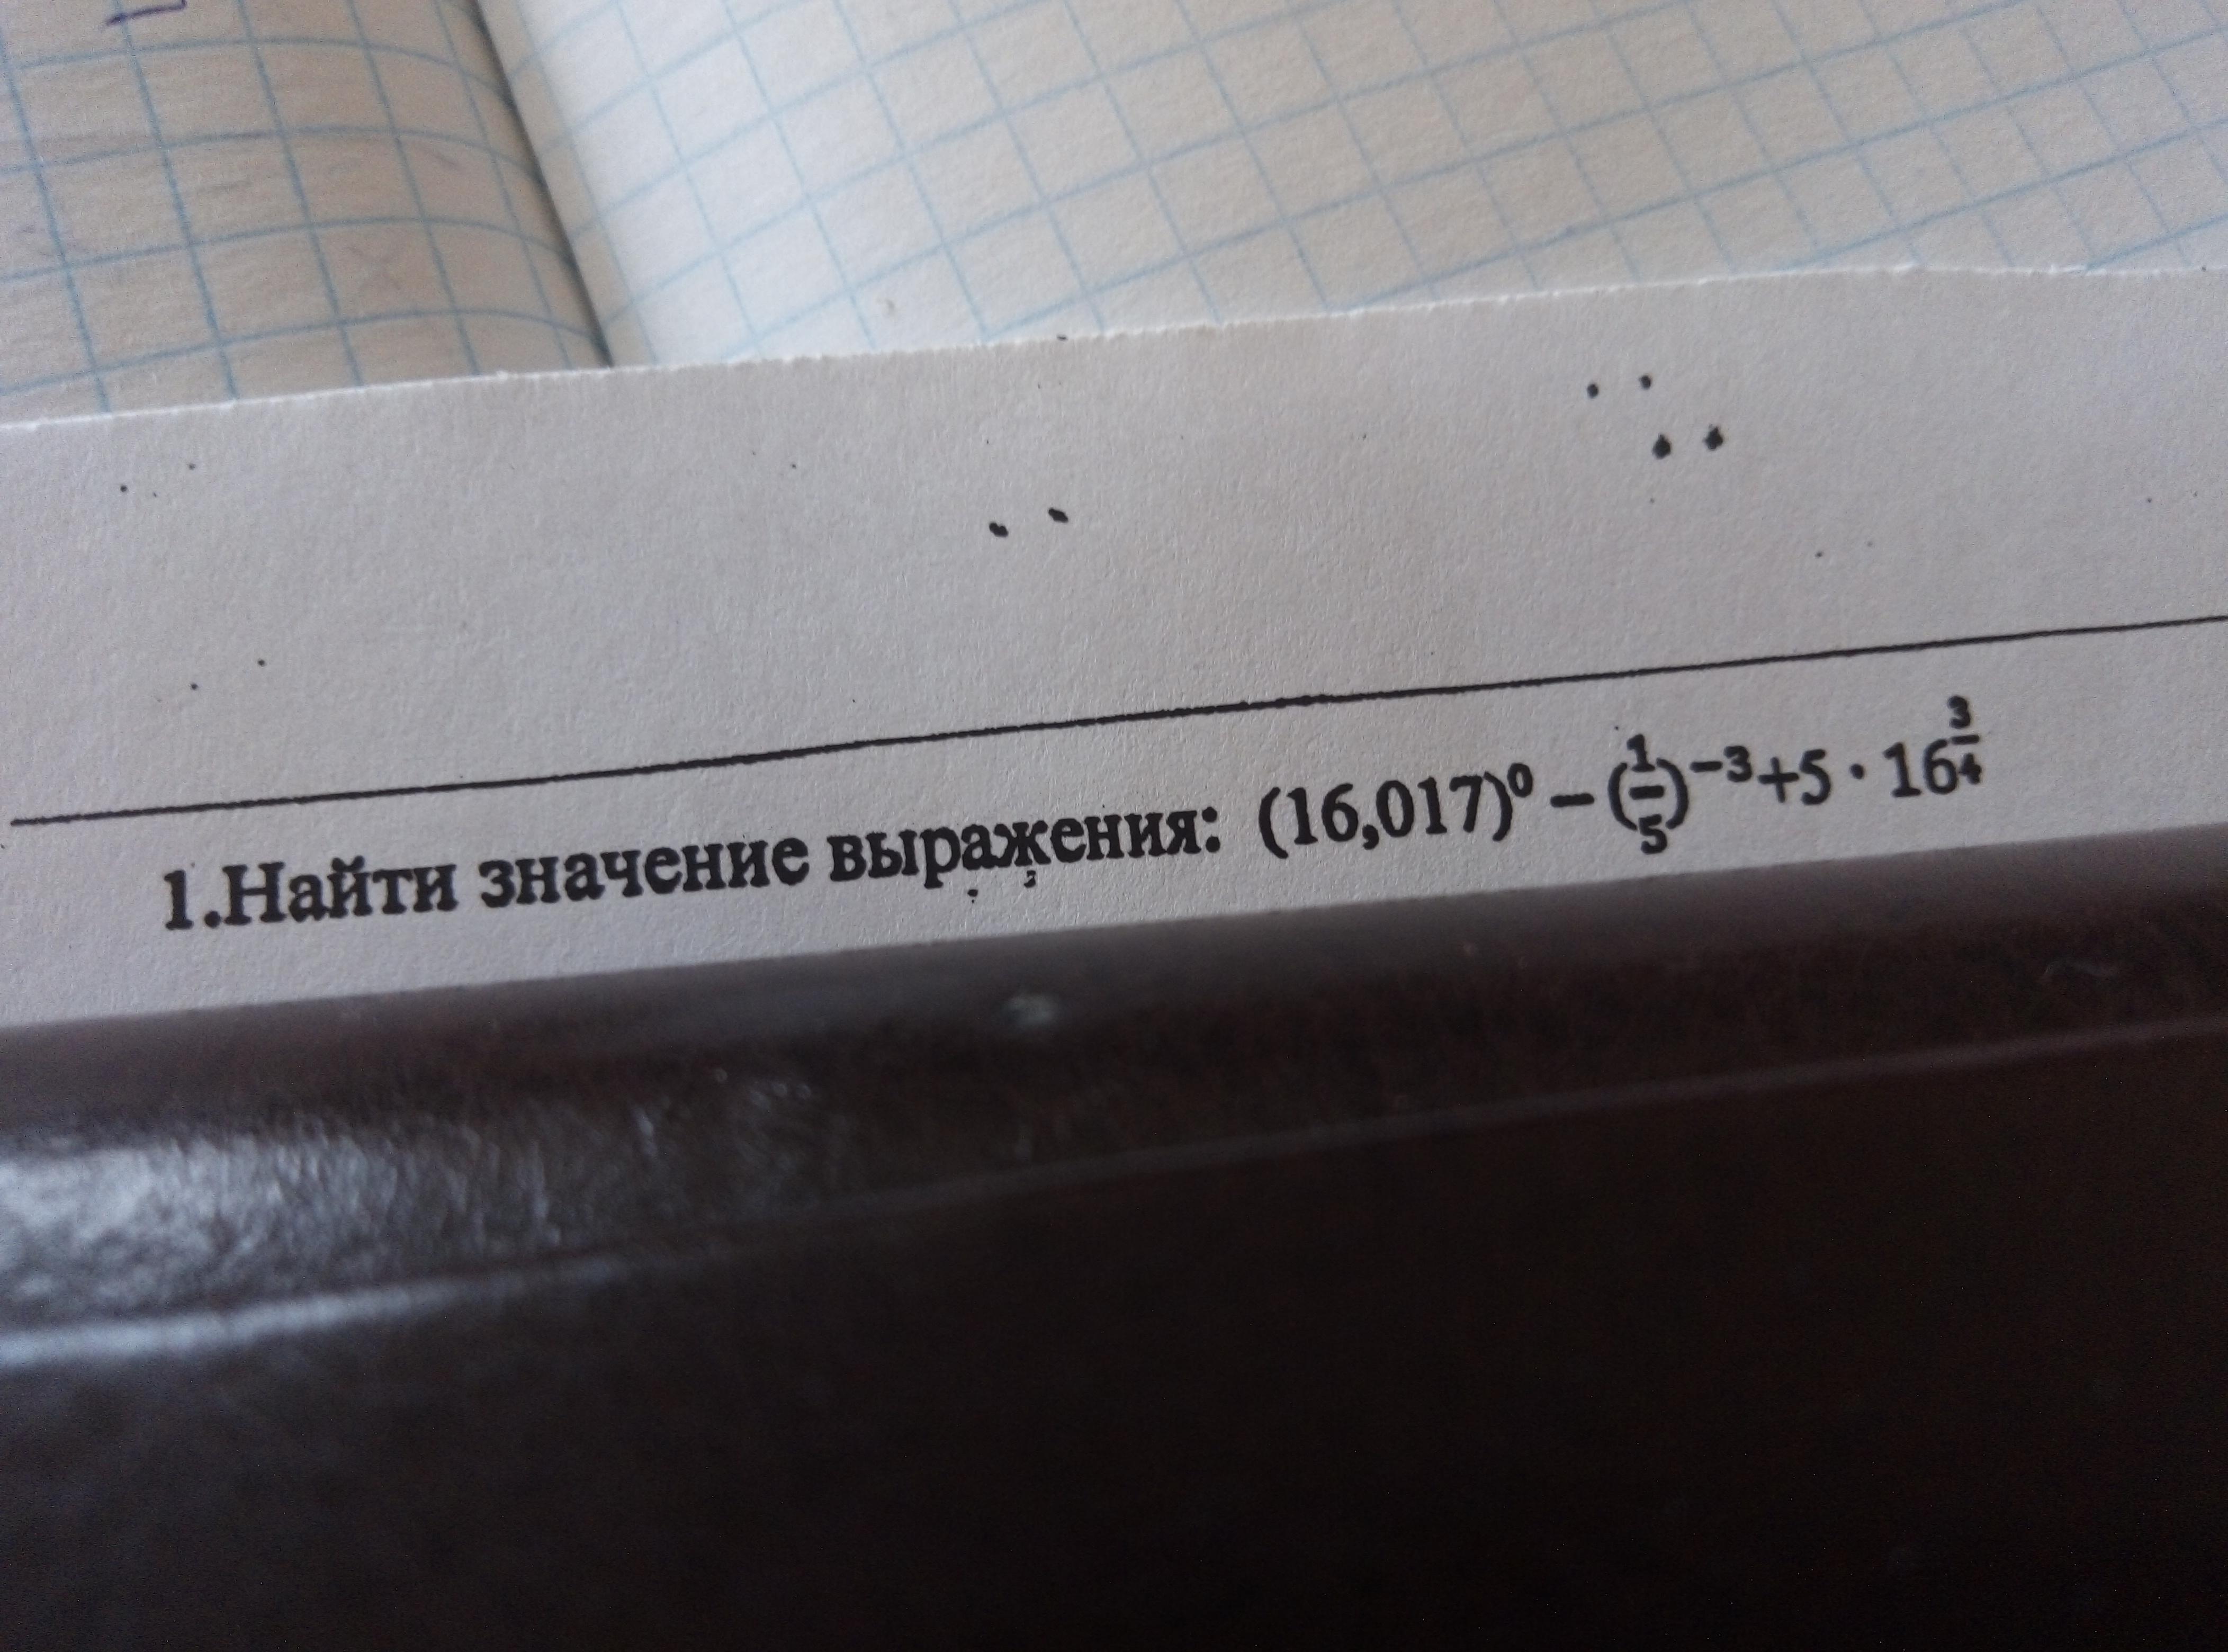 1.Найти значение выражения: (16,017)⁰ − (1/5)⁻³+5 · 16^(3/4)